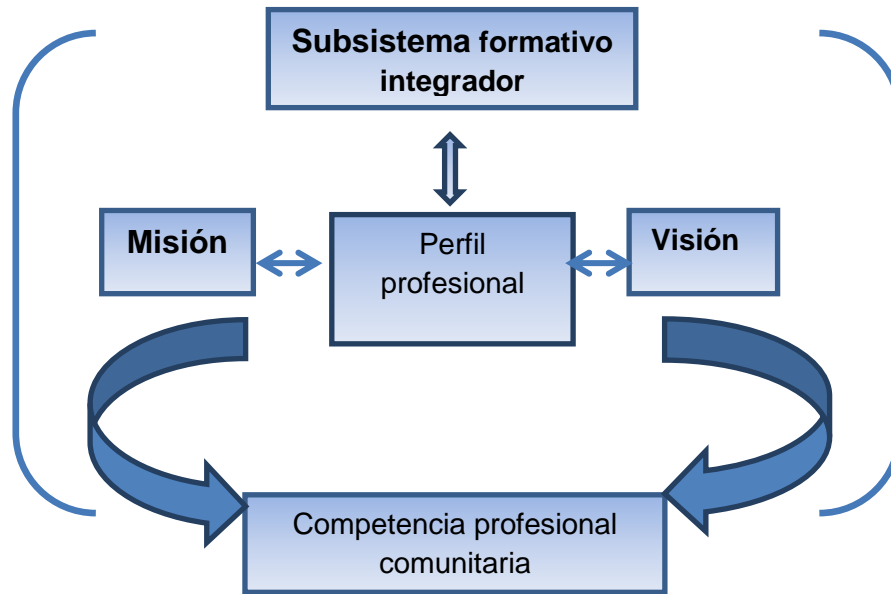 Subsistema formativo
integrador
Misión
Perfil
profesional
Visión
Competencia profesional
comunitaria